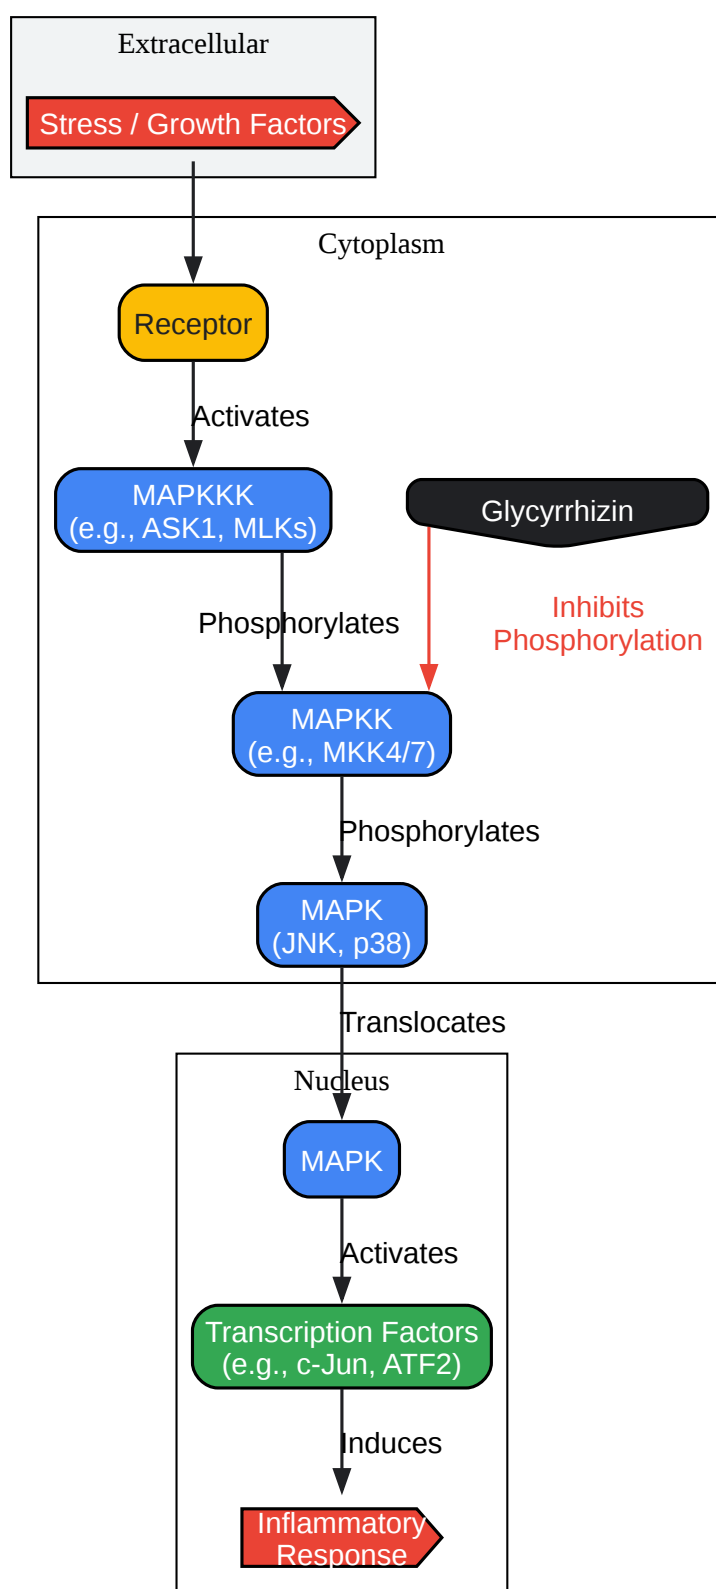 Extracellular
Stress / Growth Factors
Cytoplasm
Receptor
Activates
MAPKKK
(e.g., ASK1, MLKs)
Glycyrrhizin
Phosphorylates
Inhibits
Phosphorylation
MAPKK
(e.g., MKK4/7)
Phosphorylates
MAPK
(JNK, p38)
Translocates
Nucleus
MAPK
Activates
Transcription Factors
(e.g., c-Jun, ATF2)
Induces
Inflammatory
Response